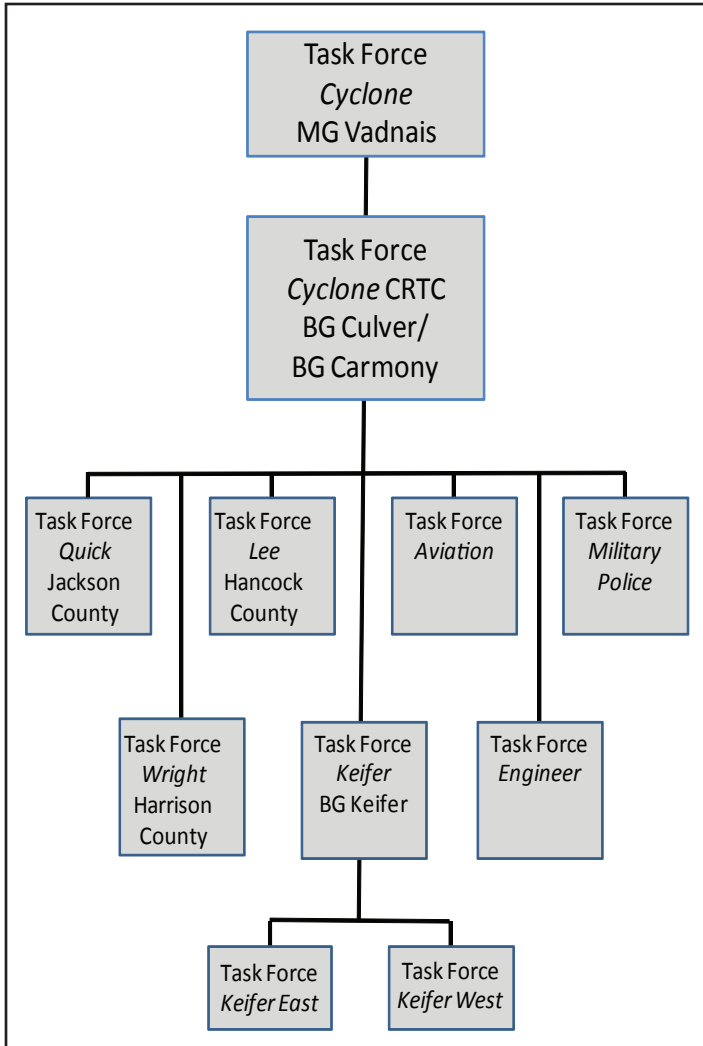 Task Force
Cyclone
MG Vadnais
Task Force
Cyclone CRTC
BG Culver/
BG Carmony
Task Force
Quick
Jackson
County
Task Force
Lee
Hancock
County
Task Force
Aviation
Task Force
Military
Police
Task Force
Wright
Harrison
County
Task Force
Keifer
BG Keifer
Task Force
Engineer
Task Force
Keifer East
Task Force
Keifer West